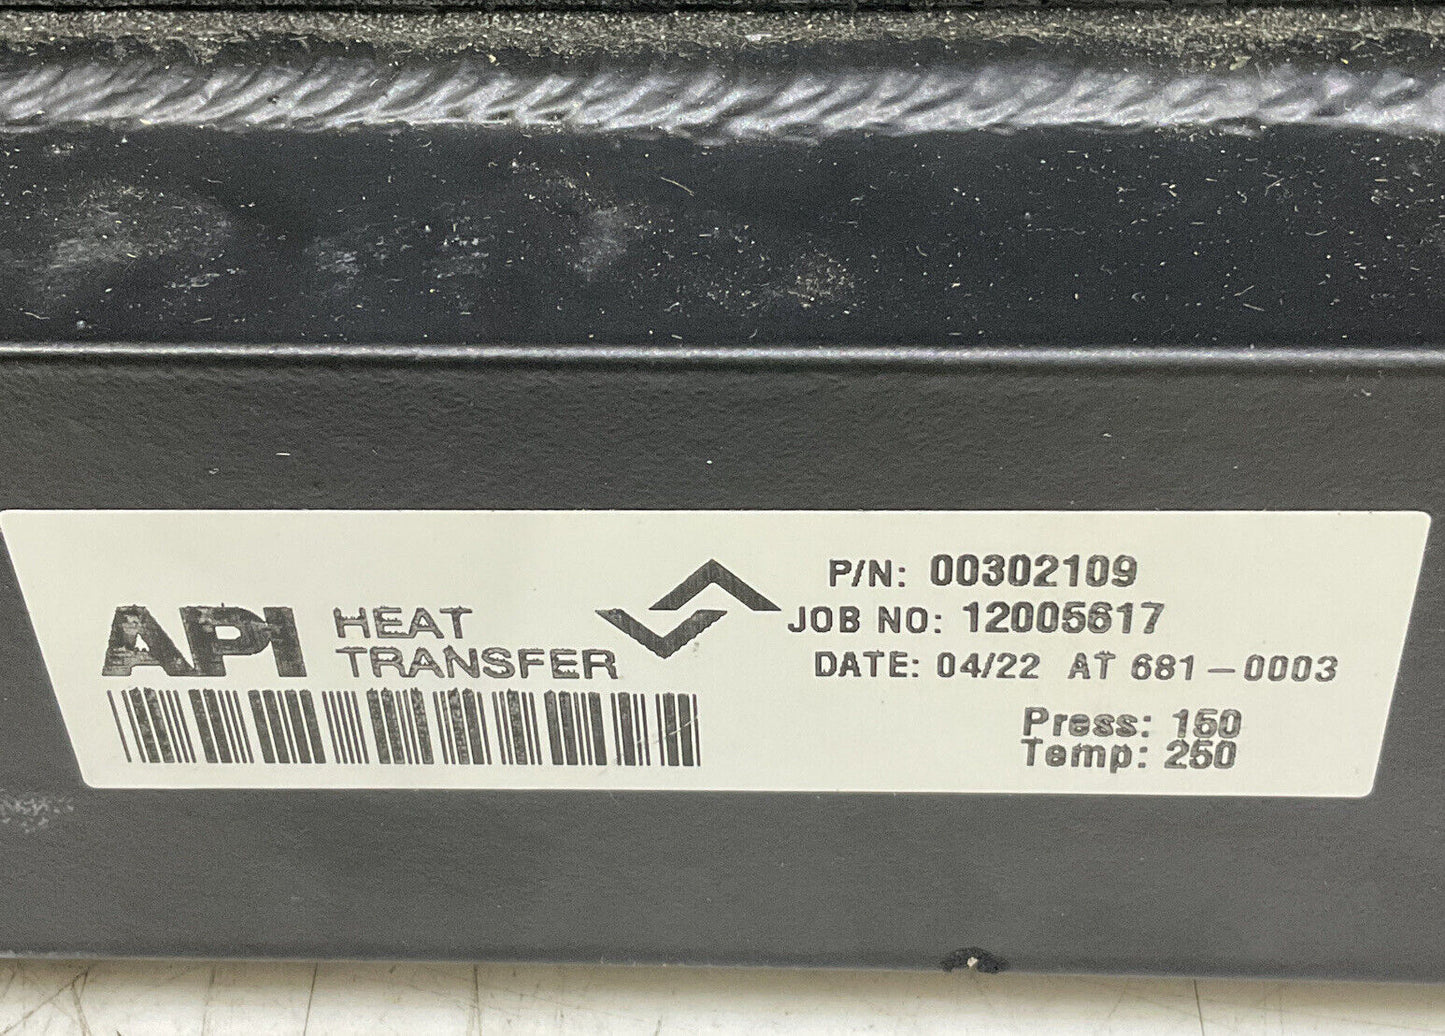 API HEAT
TRANSFER
P/N: 00302109
JOB NO: 12005617
DATE: 04/22 AT 681-0003
Press: 150
Temp: 250